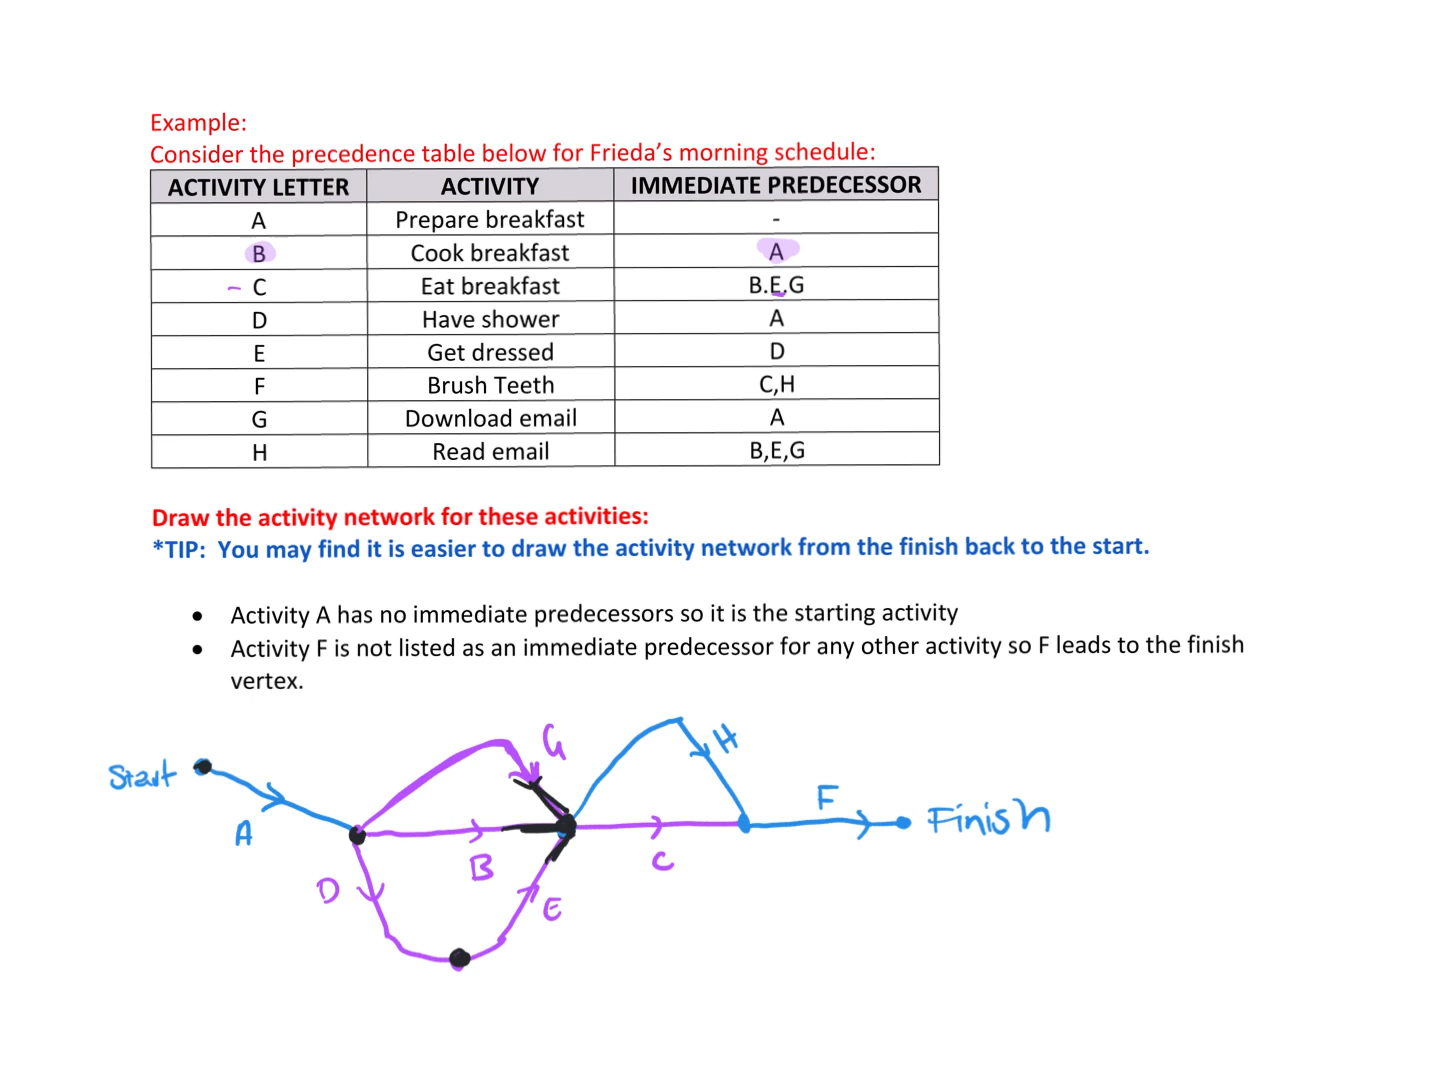 Example:
Consider the precedence table below for Frieda's morning schedule:
ACTIVITY LETTER ACTIVITY IMMEDIATE PREDECESSOR
A Prepare breakfast -
B Cook breakfast A
C Eat breakfast B.E,G
D Have shower A
E Get dressed D
F Brush Teeth C,H
G Download email A
H Read email B,E,G
Draw the activity network for these activities:
*TIP: You may find it is easier to draw the activity network from the finish back to the start.
• Activity A has no immediate predecessors so it is the starting activity
• Activity F is not listed as an immediate predecessor for any other activity so F leads to the finish
vertex.
Start
A
G
B
D
E
H
C
F
Finish